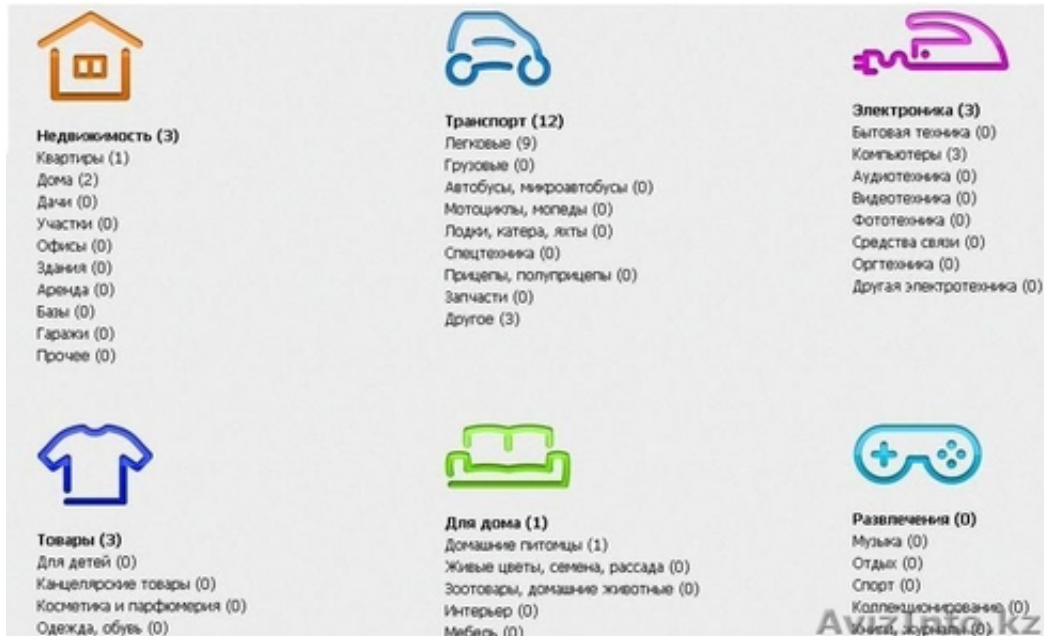 Недвижимость (3)
Квартиры (1)
Дома (2)
Дачи (0)
Участки (0)
Офисы (0)
Здания (0)
Аренда (0)
Базы (0)
Гаражи (0)
Прочее (0)
Транспорт (12)
Легковые (9)
Грузовые (0)
Автобусы, микроавтобусы (0)
Мотоциклы, мопеды (0)
Лодки, катера, яхты (0)
Спецтехника (0)
Прицепы, полуприцепы (0)
Запчасти (0)
Другое (3)
Электроника (3)
Бытовая техника (0)
Компьютеры (3)
Аудиотехника (0)
Видеотехника (0)
Фототехника (0)
Средства связи (0)
Оргтехника (0)
Другая электротехника (0)
Товары (3)
Для детей (0)
Канцелярские товары (0)
Косметика и парфюмерия (0)
Одежда, обувь (0)
Для дома (1)
Домашние питомцы (1)
Живые цветы, семена, рассада (0)
Зоотовары, домашние животные (0)
Интерьер (0)
Мебель (0)
Развлечения (0)
Музыка (0)
Отдых (0)
Спорт (0)
Коллекционирование (0)
Книги, журналы (0)
AvizInfo.kz